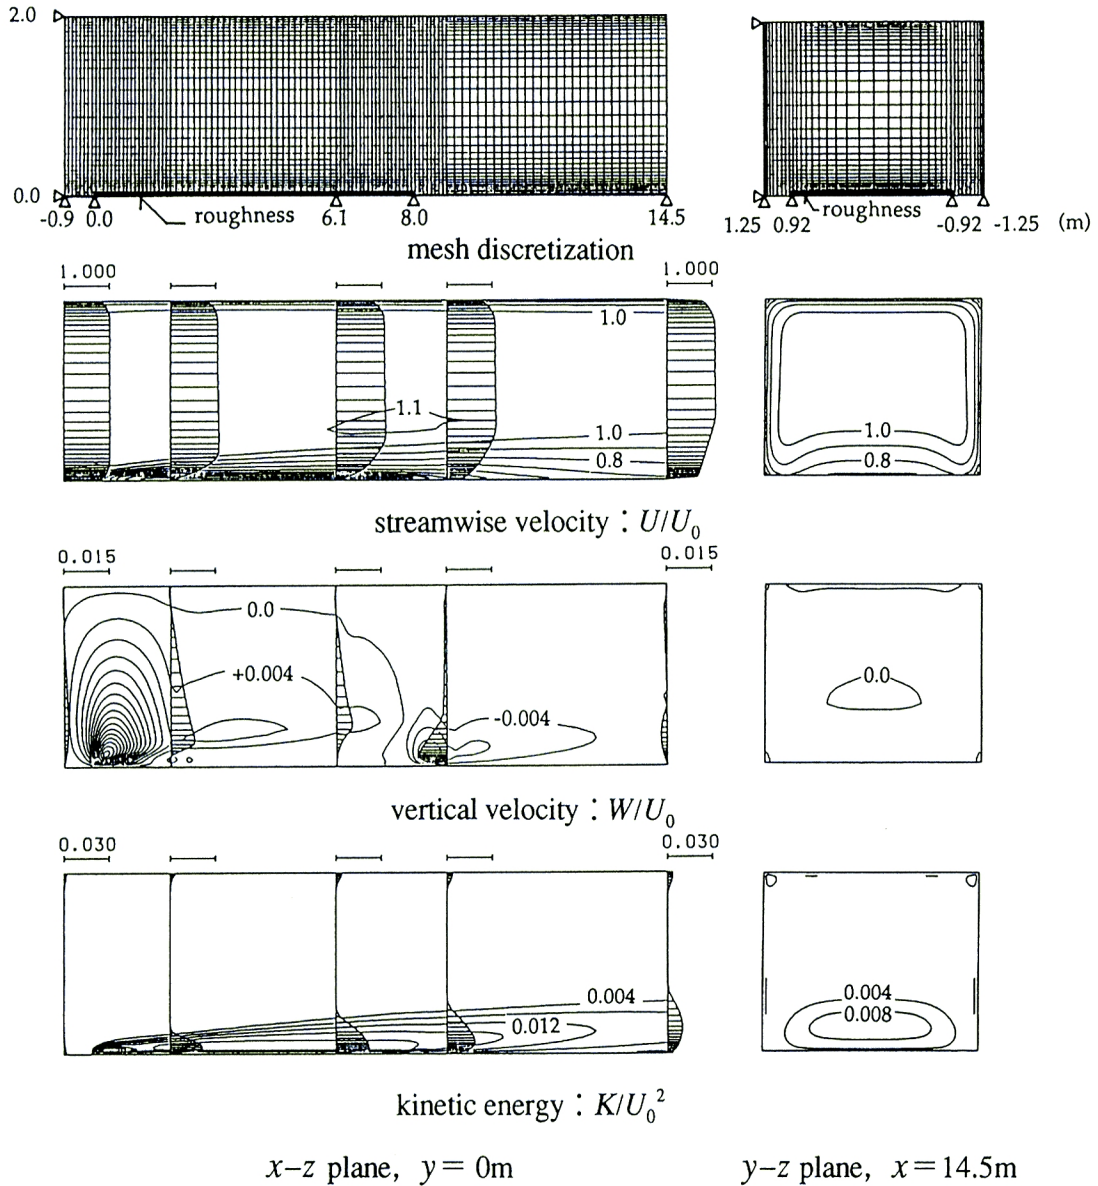 2.0
0.0
-0.9 0.0 roughness 6.1 8.0 14.5
roughness
1.25 0.92 -0.92 -1.25 (m)
mesh discretization
1.000 1.000
1.0
1.1
1.0
0.8
1.0
0.8
streamwise velocity : U/U₀
0.015 0.015
0.0
+0.004
-0.004
0.0
vertical velocity : W/U₀
0.030 0.030
0.004
0.012
0.004
0.008
kinetic energy : K/U₀²
x–z plane, y = 0m y–z plane, x = 14.5m